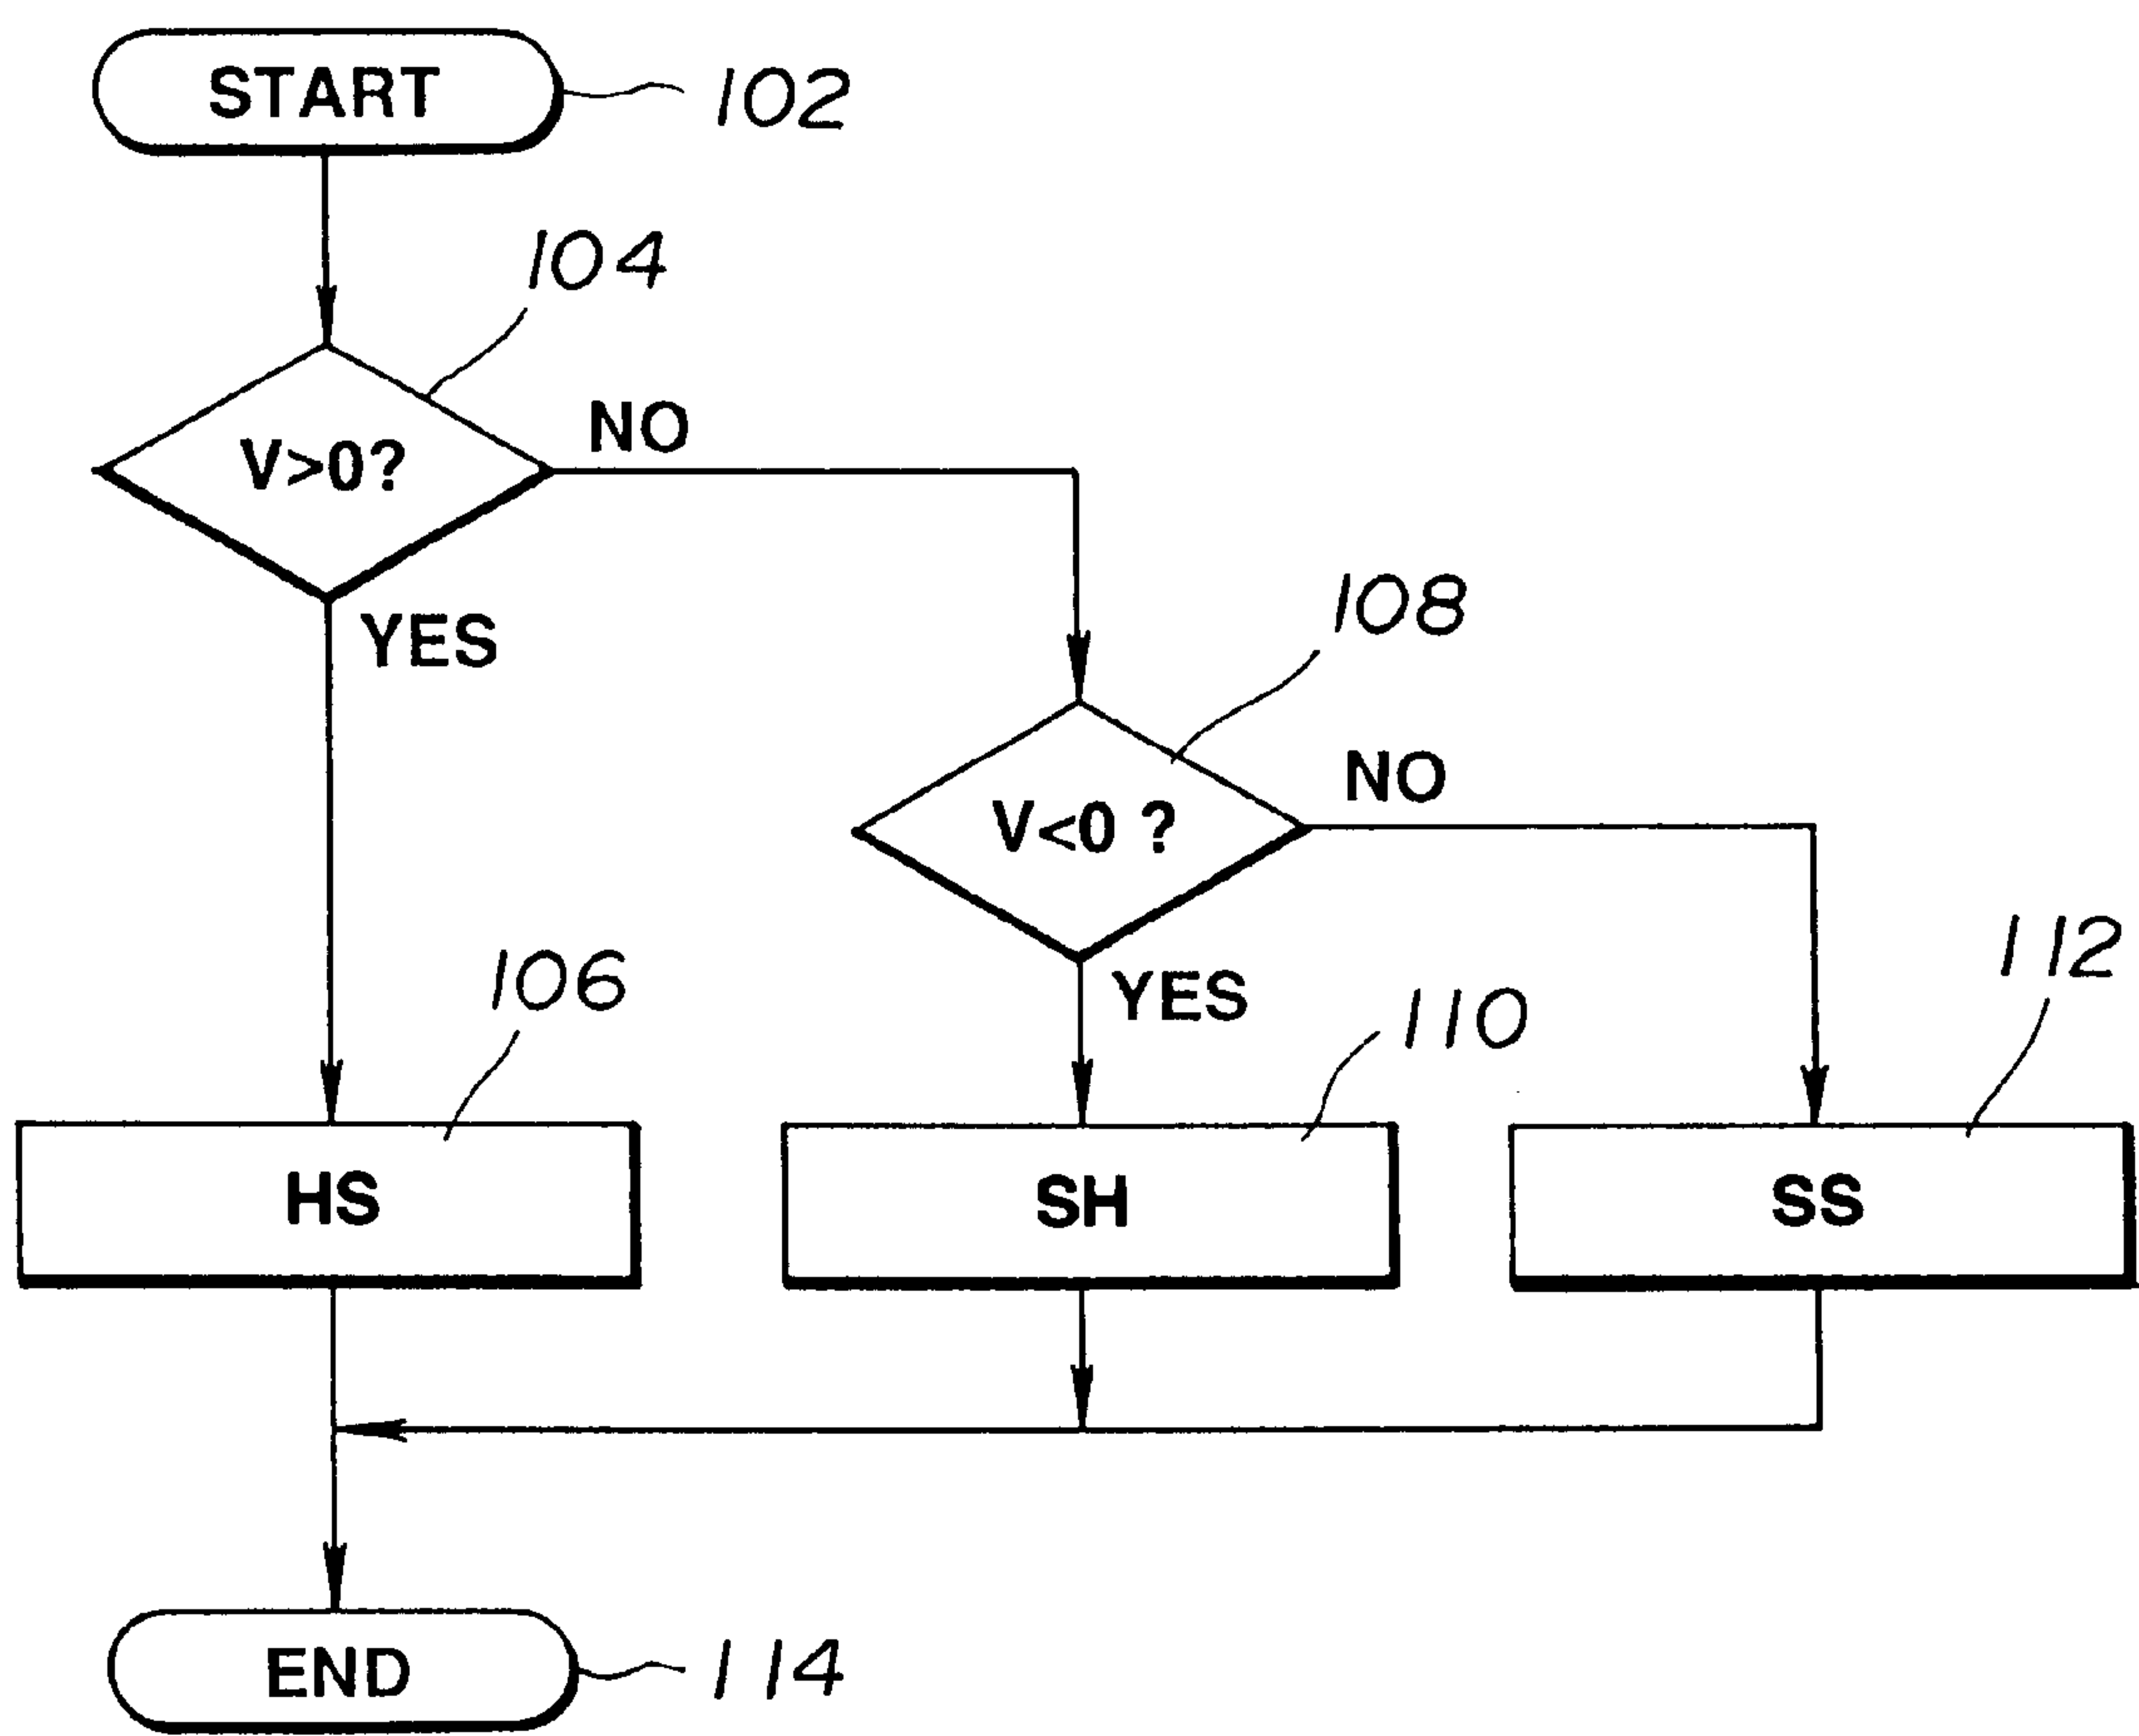 START
102
104
V>0?
NO
YES
108
V<0 ?
NO
YES
106
110
112
HS
SH
SS
END
114